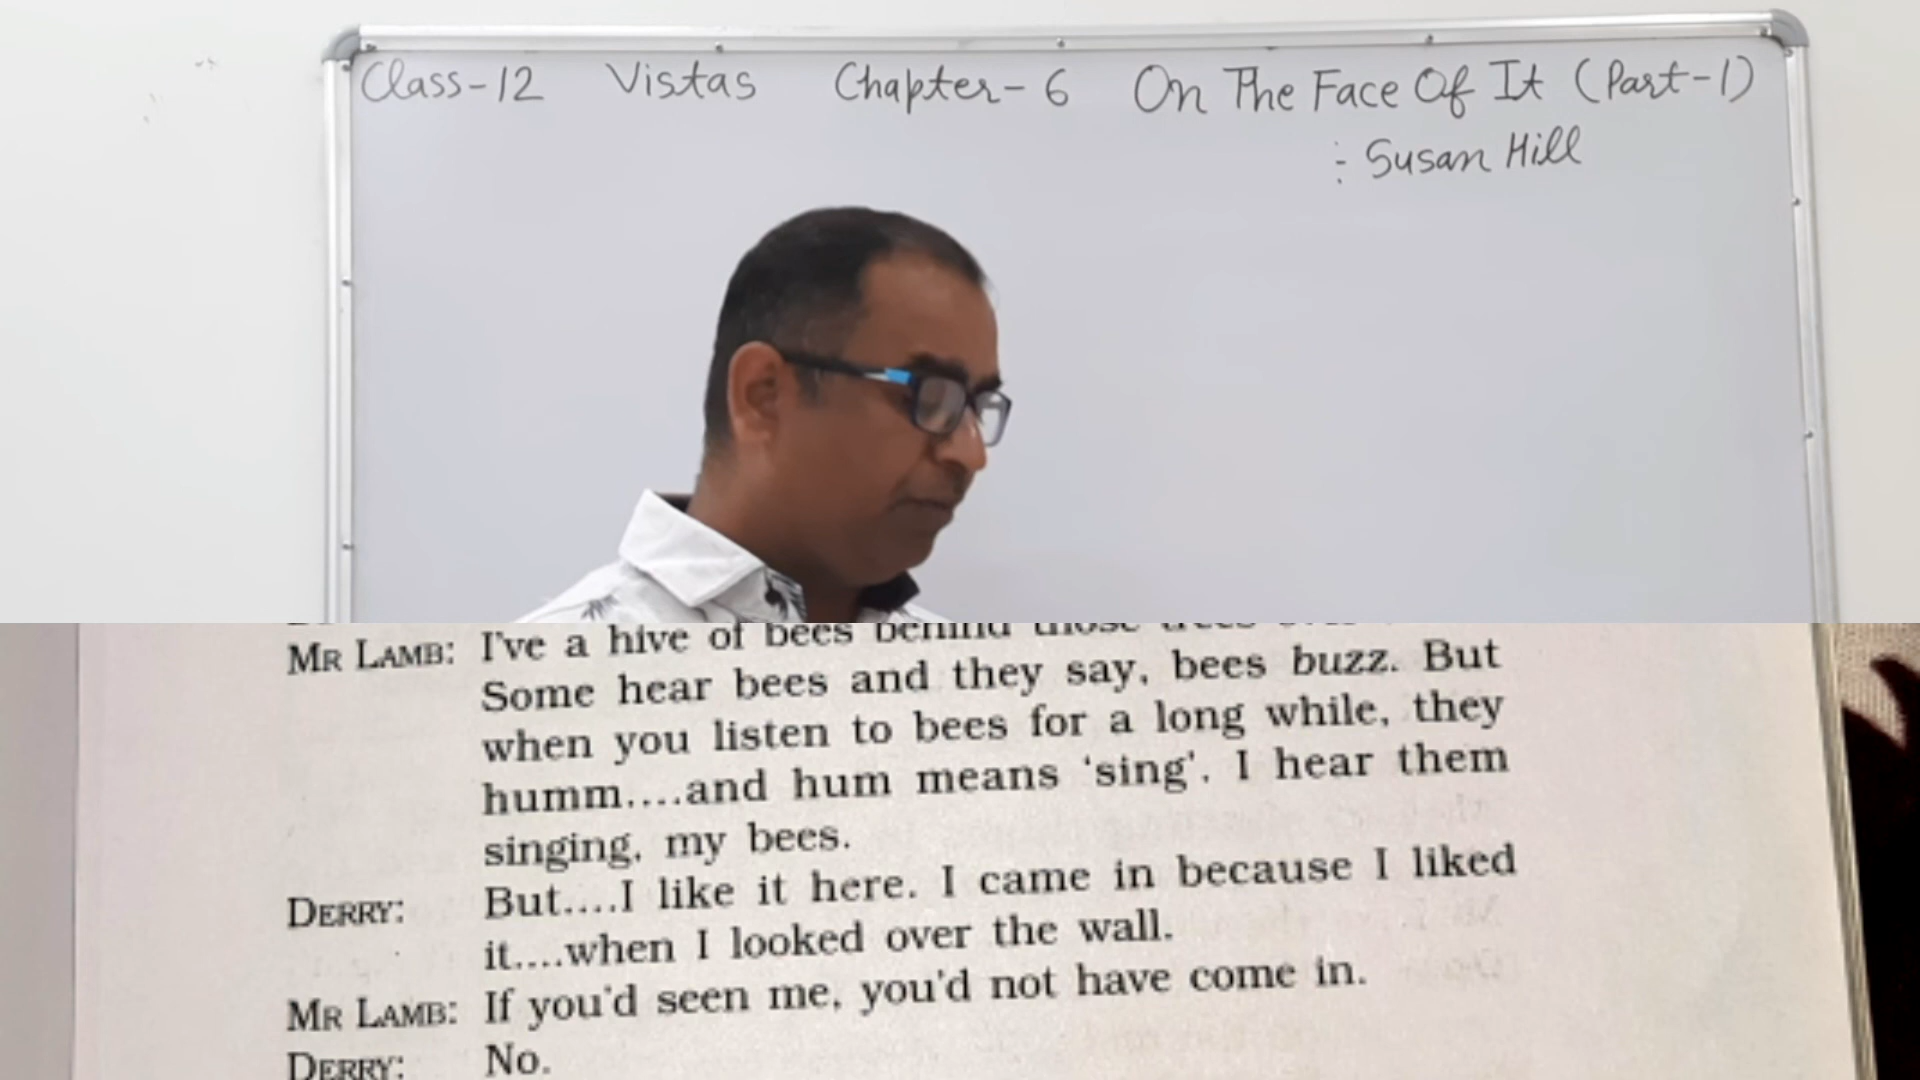 Class-12 Vistas Chapter-6 On The Face Of It (Part-1)
:- Susan Hill
MR LAMB: I've a hive of bees behind those trees
Some hear bees and they say, bees buzz. But
when you listen to bees for a long while, they
humm....and hum means 'sing'. I hear them
singing, my bees.
DERRY: But....I like it here. I came in because I liked
it....when I looked over the wall.
MR LAMB: If you'd seen me, you'd not have come in.
DERRY: No.